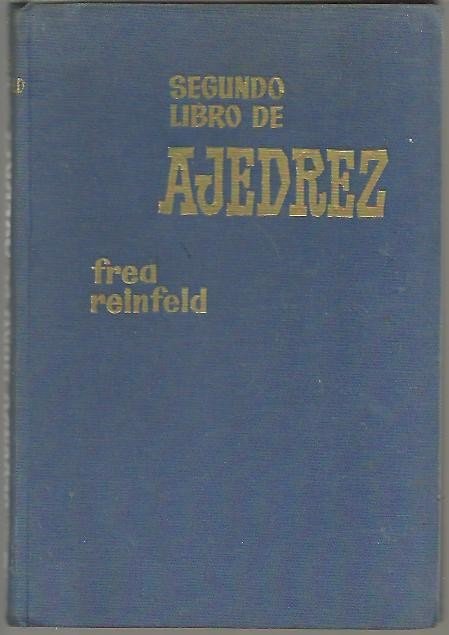 SEGUNDO
LIBRO DE
AJEDREZ
fred
reinfeld